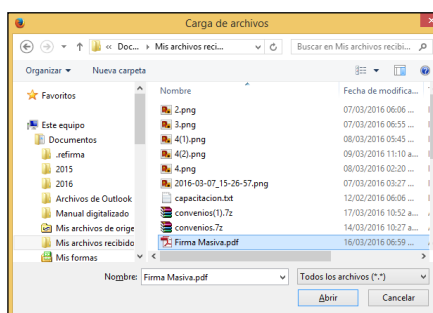 Carga de archivos
« Doc... ▸ Mis archivos reci...
Buscar en Mis archivos recibi...
Organizar
Nueva carpeta
Nombre
Fecha de modifica...
Favoritos
Este equipo
Documentos
.refirma
2015
2016
Archivos de Outlook
Manual digitalizado
Mis archivos de orige
Mis archivos recibido
Mis formas
2.png 07/03/2016 06:06 ...
3.png 07/03/2016 06:55 ...
4(1).png 08/03/2016 05:45 ...
4(2).png 09/03/2016 11:10 a...
4.png 08/03/2016 02:20 ...
2016-03-07_15-26-57.png 07/03/2016 03:27 ...
capacitacion.txt 12/02/2016 06:06 ...
convenios(1).7z 17/03/2016 10:52 a...
convenios.7z 14/03/2016 10:27 a...
Firma Masiva.pdf 16/03/2016 06:59 ...
Nombre: Firma Masiva.pdf
Todos los archivos (*.*)
Abrir
Cancelar